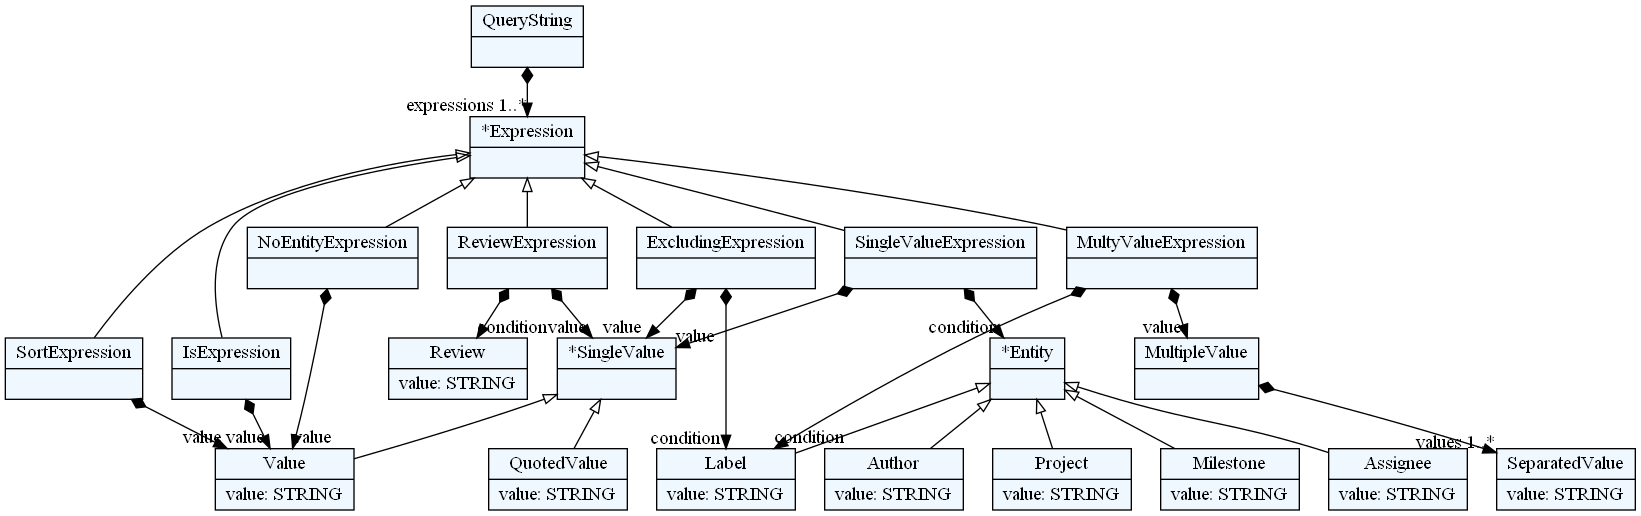 QueryString
expressions 1..*
*Expression
NoEntityExpression
ReviewExpression
ExcludingExpression
SingleValueExpression
MultyValueExpression
condition
value
value
value
condition
value
SortExpression
IsExpression
Review
value: STRING
*SingleValue
*Entity
MultipleValue
value
value
value
condition
condition
values 1..*
Value
value: STRING
QuotedValue
value: STRING
Label
value: STRING
Author
value: STRING
Project
value: STRING
Milestone
value: STRING
Assignee
value: STRING
SeparatedValue
value: STRING